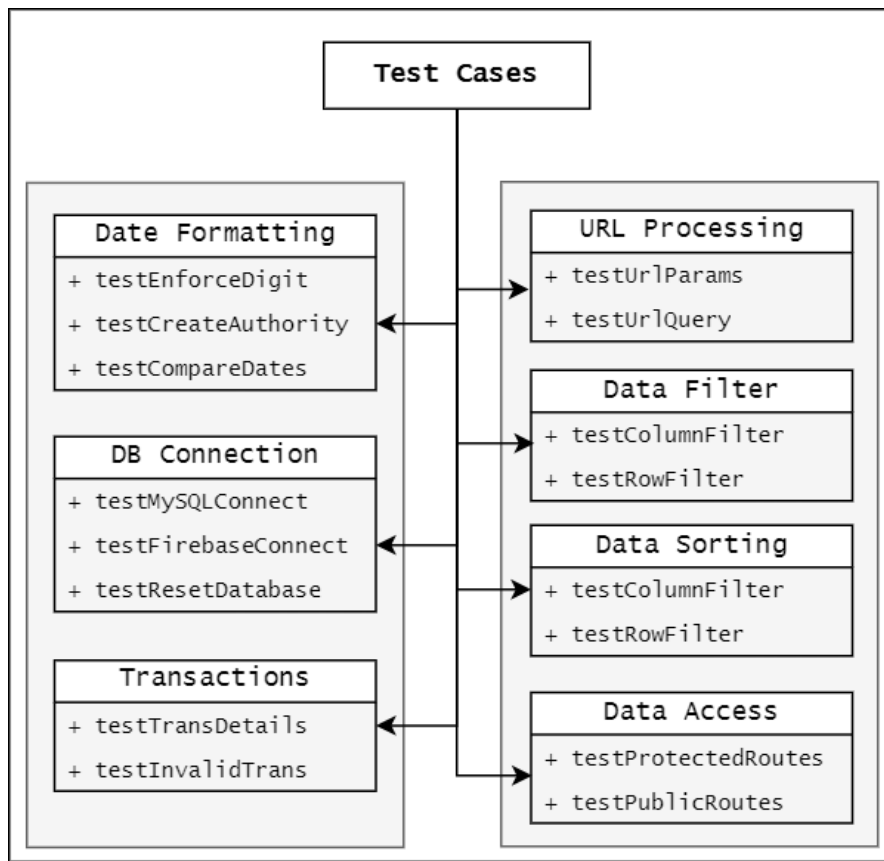 Test Cases
Date Formatting
+ testEnforceDigit
+ testCreateAuthority
+ testCompareDates
DB Connection
+ testMySQLConnect
+ testFirebaseConnect
+ testResetDatabase
Transactions
+ testTransDetails
+ testInvalidTrans
URL Processing
+ testUrlParams
+ testUrlQuery
Data Filter
+ testColumnFilter
+ testRowFilter
Data Sorting
+ testColumnFilter
+ testRowFilter
Data Access
+ testProtectedRoutes
+ testPublicRoutes